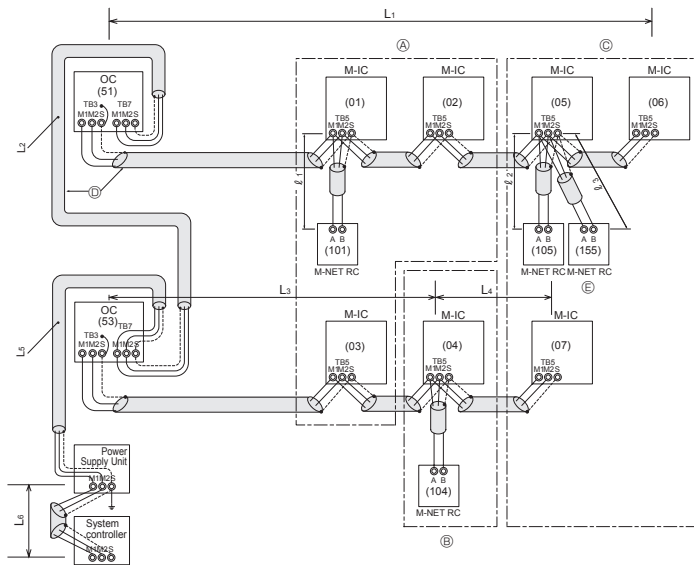 L1
Ⓐ
Ⓒ
OC
(51)
TB3
TB7
M1M2S
M1M2S
M-IC
(01)
TB5
M1M2S
M-IC
(02)
TB5
M1M2S
M-IC
(05)
TB5
M1M2S
M-IC
(06)
TB5
M1M2S
L2
Ⓓ
ℓ1
ℓ2
ℓ3
A B
(101)
M-NET RC
A B
(105)
M-NET RC
A B
(155)
M-NET RC
Ⓔ
L3
L4
OC
(53)
TB3
TB7
M1M2S
M1M2S
M-IC
(03)
TB5
M1M2S
M-IC
(04)
TB5
M1M2S
M-IC
(07)
TB5
M1M2S
L5
Power
Supply Unit
M1M2S
A B
(104)
M-NET RC
Ⓑ
L6
System
controller
M1M2S